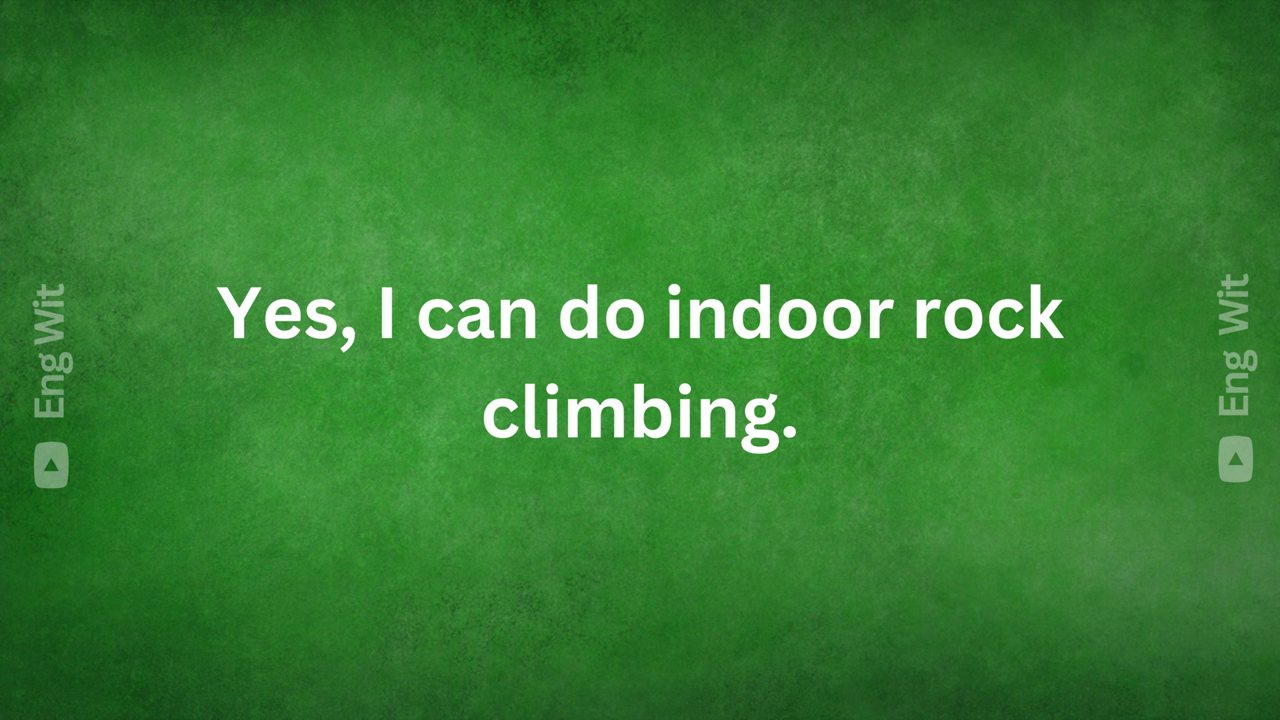 Yes, I can do indoor rock
climbing.
Eng Wit
Eng Wit